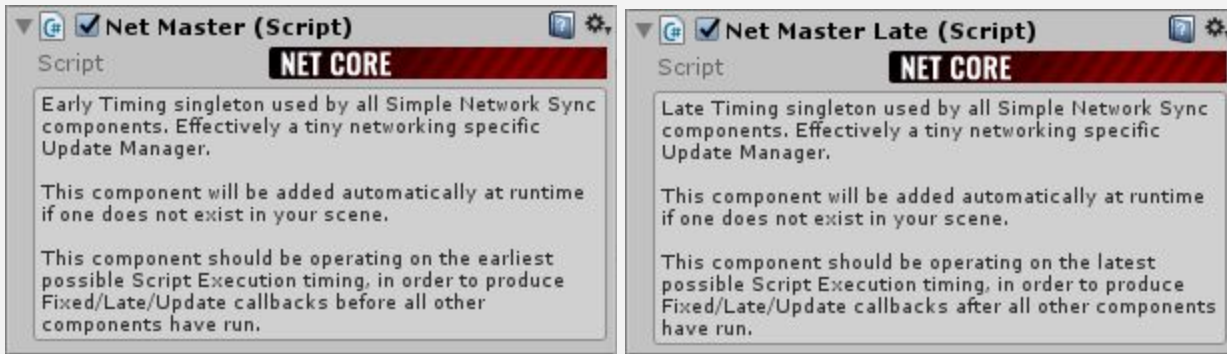 Net Master (Script)
Script
NET CORE
Early Timing singleton used by all Simple Network Sync
components. Effectively a tiny networking specific
Update Manager.
This component will be added automatically at runtime
if one does not exist in your scene.
This component should be operating on the earliest
possible Script Execution timing, in order to produce
Fixed/Late/Update callbacks before all other
components have run.
Net Master Late (Script)
Script
NET CORE
Late Timing singleton used by all Simple Network Sync
components. Effectively a tiny networking specific
Update Manager.
This component will be added automatically at runtime
if one does not exist in your scene.
This component should be operating on the latest
possible Script Execution timing, in order to produce
Fixed/Late/Update callbacks after all other components
have run.